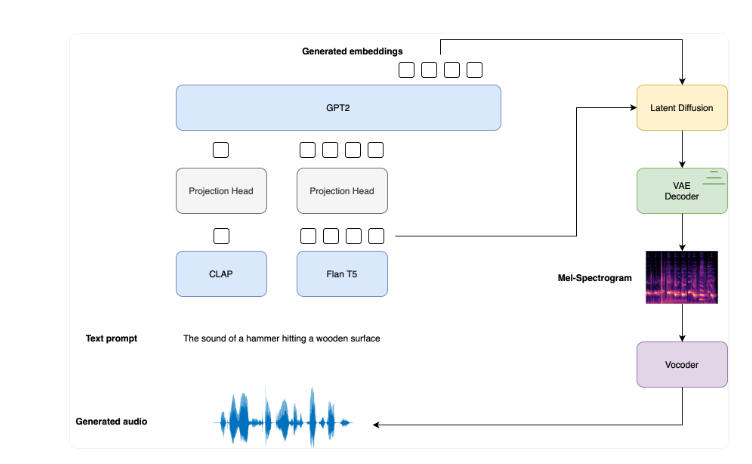 Generated embeddings
GPT2
Latent Diffusion
Projection Head
Projection Head
VAE
Decoder
CLAP
Flan T5
Mel-Spectrogram
Text prompt
The sound of a hammer hitting a wooden surface
Vocoder
Generated audio